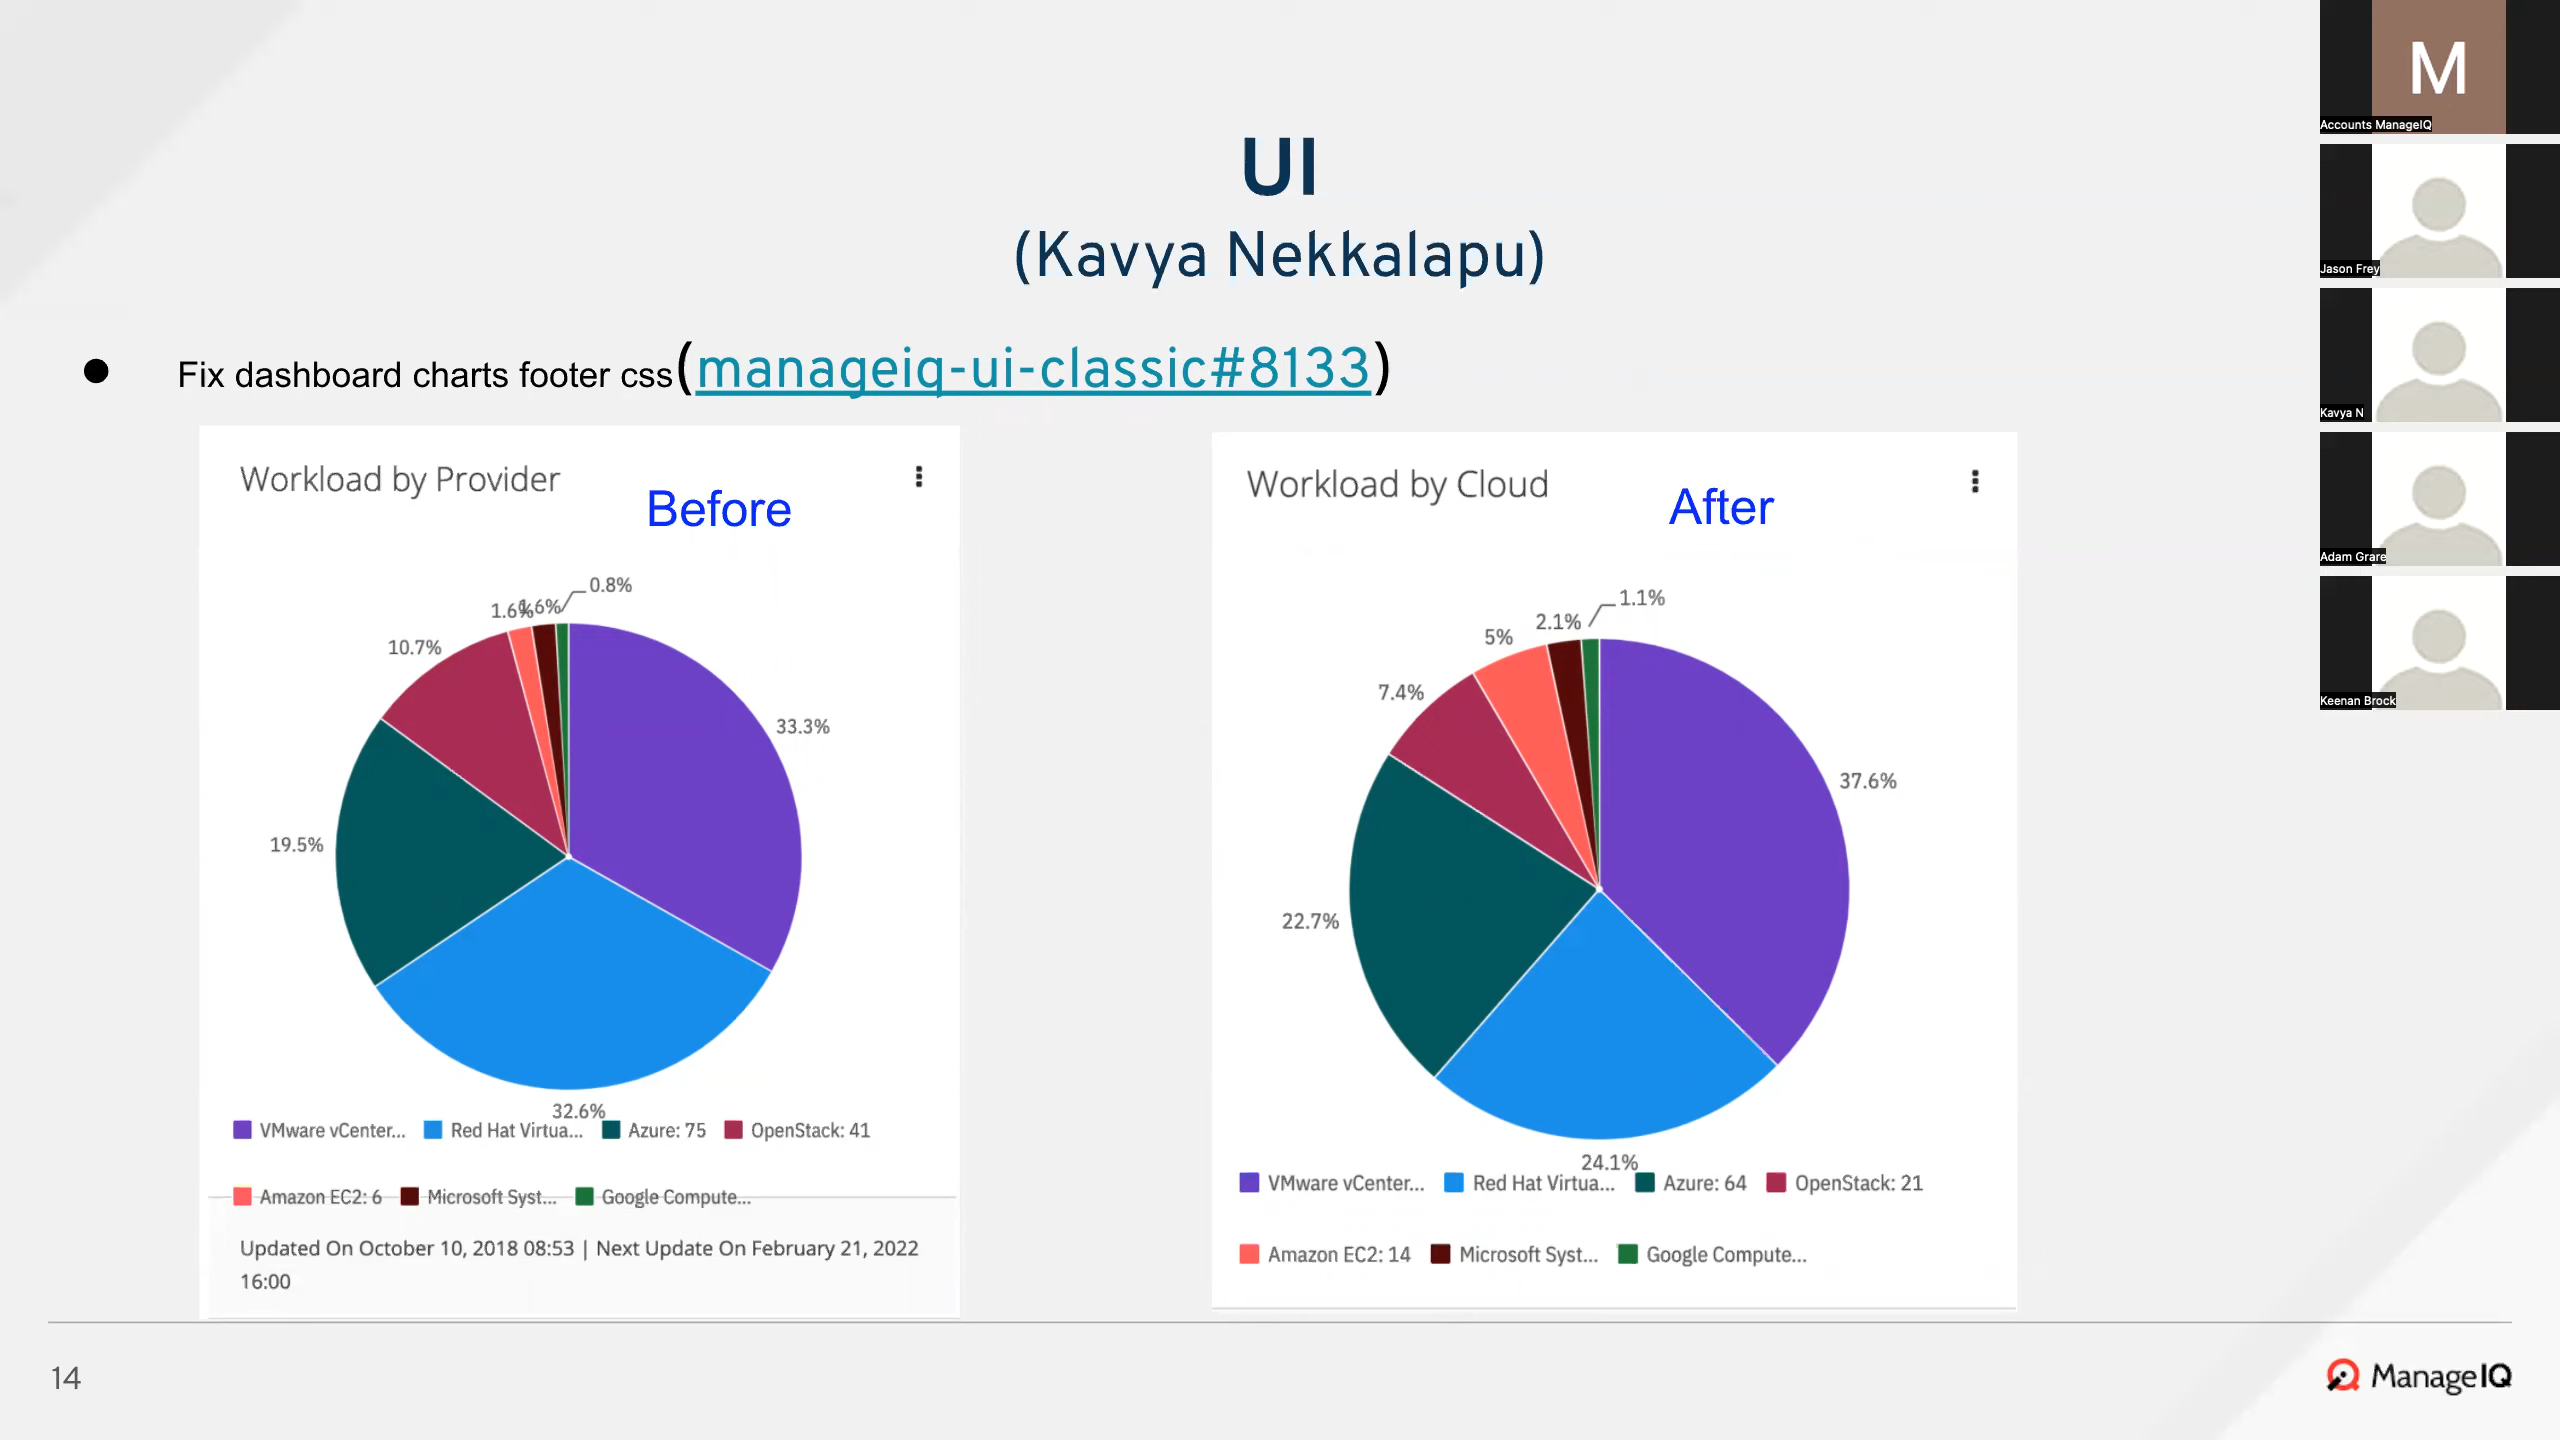 UI
(Kavya Nekkalapu)
● Fix dashboard charts footer css(manageiq-ui-classic#8133)
Workload by Provider
Before
0.8%
1.6%
1.6%
10.7%
33.3%
19.5%
32.6%
VMware vCenter... Red Hat Virtua... Azure: 75 OpenStack: 41
Amazon EC2: 6 Microsoft Syst... Google Compute...
Updated On October 10, 2018 08:53 | Next Update On February 21, 2022
16:00
Workload by Cloud
After
1.1%
2.1%
5%
7.4%
37.6%
22.7%
24.1%
VMware vCenter... Red Hat Virtua... Azure: 64 OpenStack: 21
Amazon EC2: 14 Microsoft Syst... Google Compute...
14
ManageIQ
M
Accounts ManageIQ
Jason Frey
Kavya N
Adam Grare
Keenan Brock